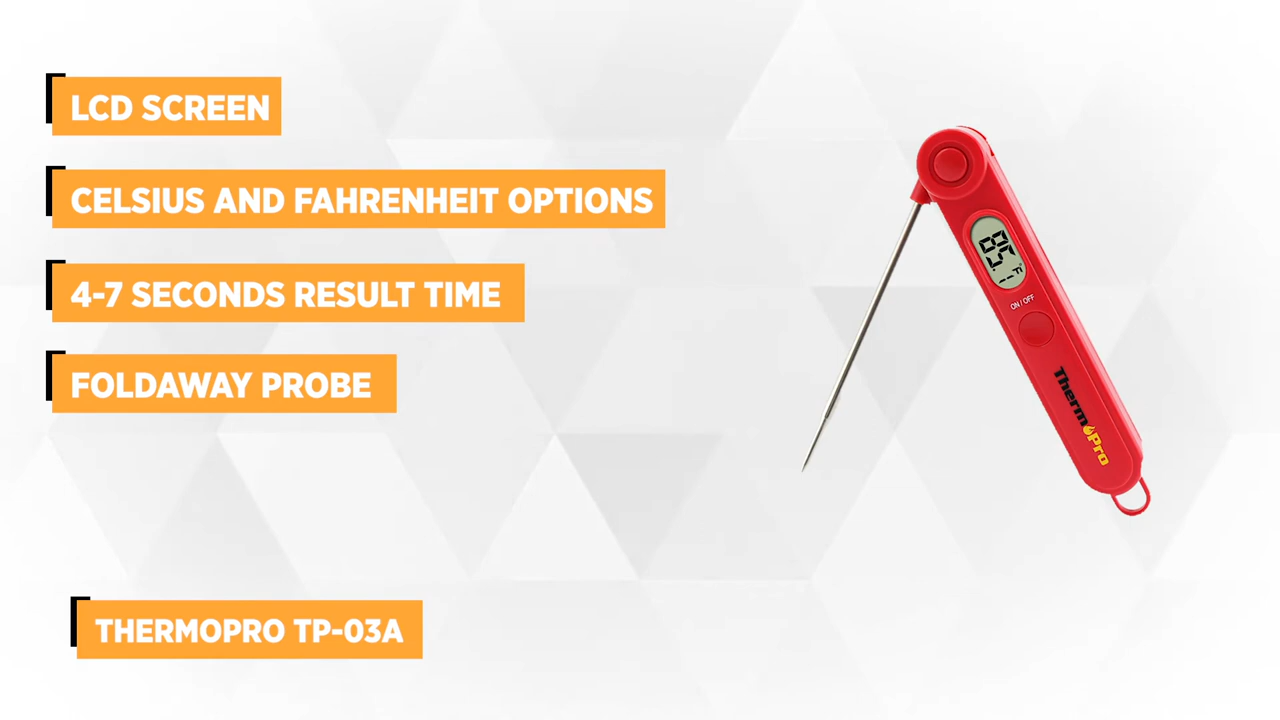 LCD SCREEN
CELSIUS AND FAHRENHEIT OPTIONS
4-7 SECONDS RESULT TIME
FOLDAWAY PROBE
ON / OFF
ThermoPro
THERMOPRO TP-03A